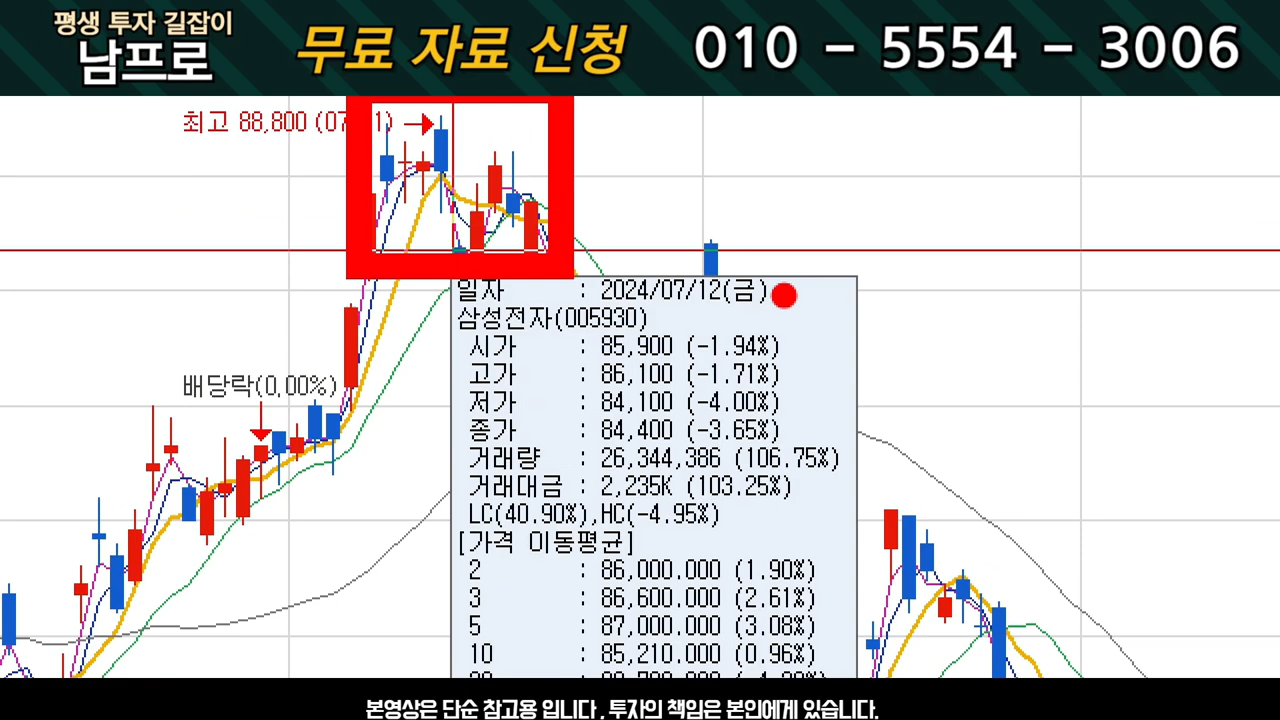 평생 투자 길잡이
남프로
무료 자료 신청
010 - 5554 - 3006
최고 88,800 (07 1)
배당락(0,00%)
일자 : 2024/07/12(금)
삼성전자(005930)
시가 : 85,900 (-1.94%)
고가 : 86,100 (-1.71%)
저가 : 84,100 (-4.00%)
종가 : 84,400 (-3.65%)
거래량 : 26,344,386 (106.75%)
거래대금 : 2,235K (103.25%)
LC(40.90%),HC(-4.95%)
[가격 이동평균]
2 : 86,000.000 (1.90%)
3 : 86,600.000 (2.61%)
5 : 87,000.000 (3.08%)
10 : 85,210.000 (0.96%)
본영상은 단순 참고용 입니다 , 투자의 책임은 본인에게 있습니다.